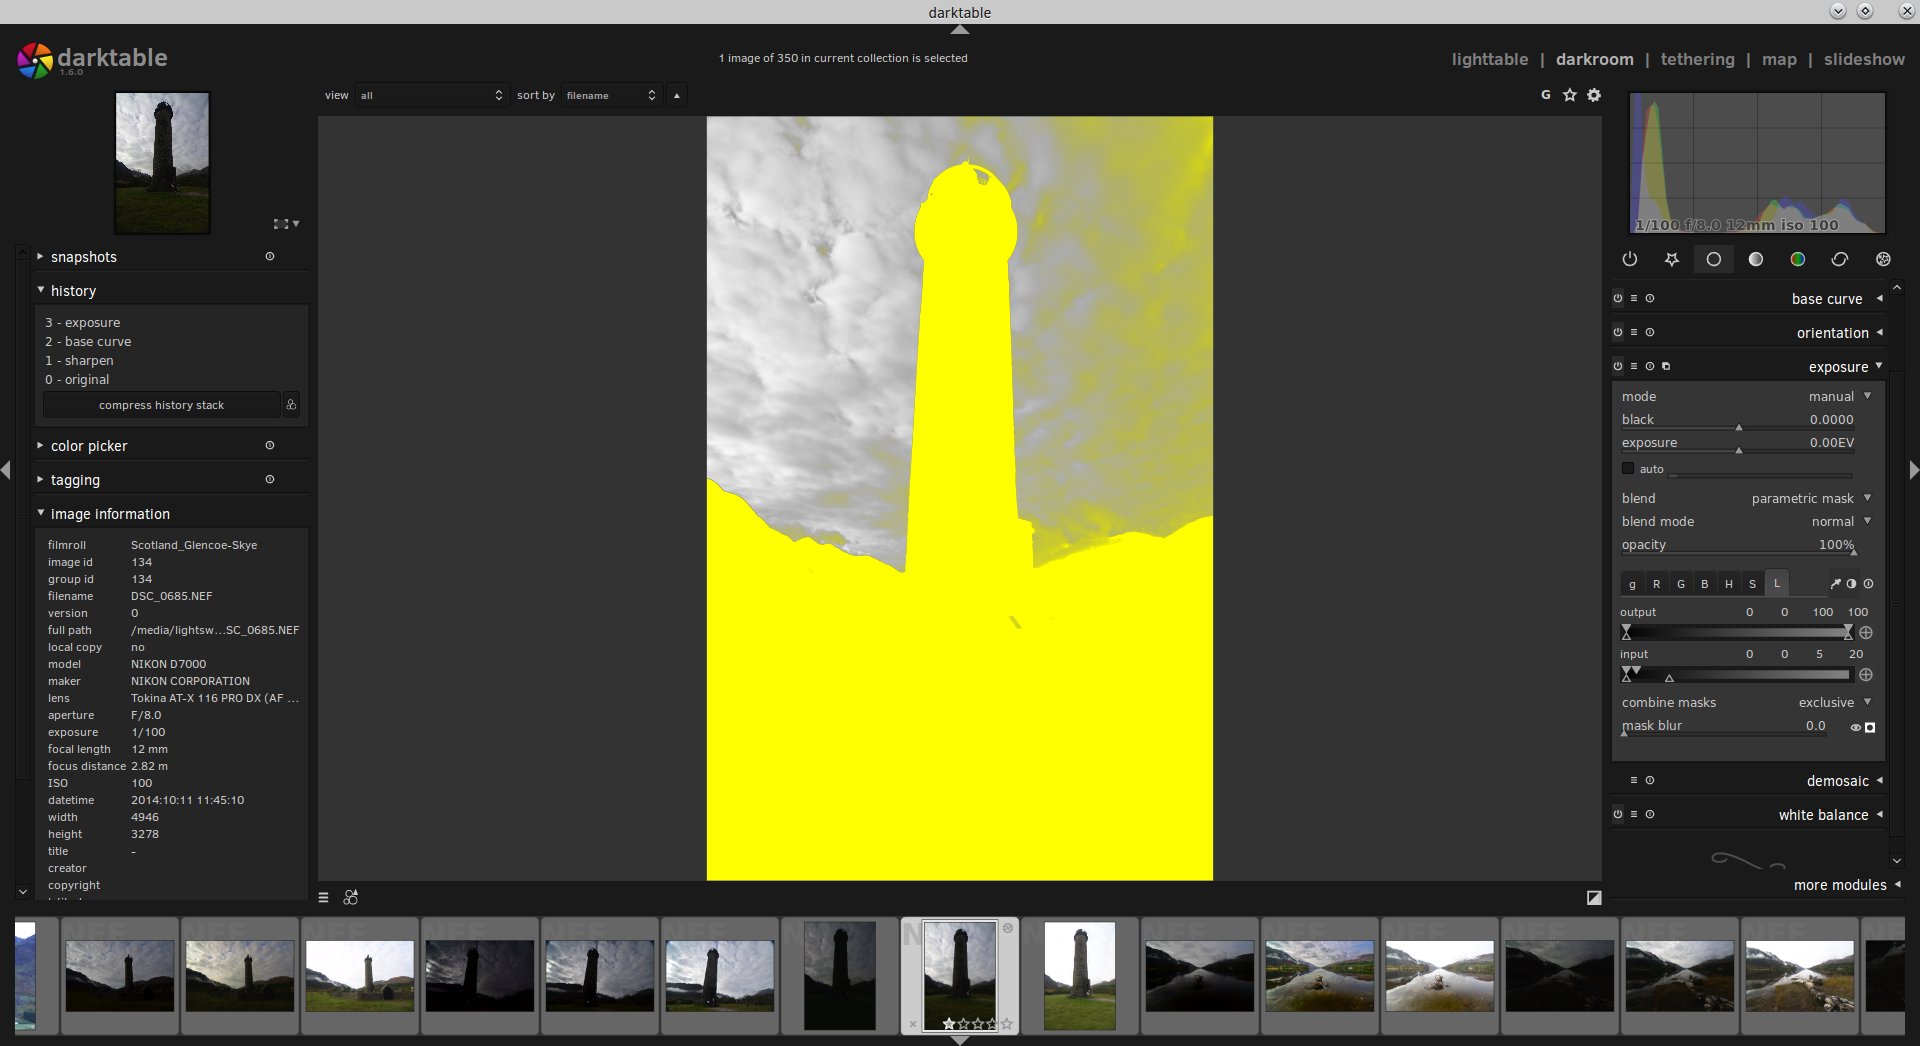 darktable
darktable
1.6.0
1 image of 350 in current collection is selected
lighttable | darkroom | tethering | map | slideshow
view all sort by filename
G
1/100 f/8.0 12mm iso 100
snapshots
history
3 - exposure
2 - base curve
1 - sharpen
0 - original
compress history stack
color picker
tagging
image information
filmroll Scotland_Glencoe-Skye
image id 134
group id 134
filename DSC_0685.NEF
version 0
full path /media/lightsw...SC_0685.NEF
local copy no
model NIKON D7000
maker NIKON CORPORATION
lens Tokina AT-X 116 PRO DX (AF ...
aperture F/8.0
exposure 1/100
focal length 12 mm
focus distance 2.82 m
ISO 100
datetime 2014:10:11 11:45:10
width 4946
height 3278
title -
creator
copyright
base curve
orientation
exposure
mode manual
black 0.0000
exposure 0.00EV
auto
blend parametric mask
blend mode normal
opacity 100%
g R G B H S L
output 0 0 100 100
input 0 0 5 20
combine masks exclusive
mask blur 0.0
demosaic
white balance
more modules